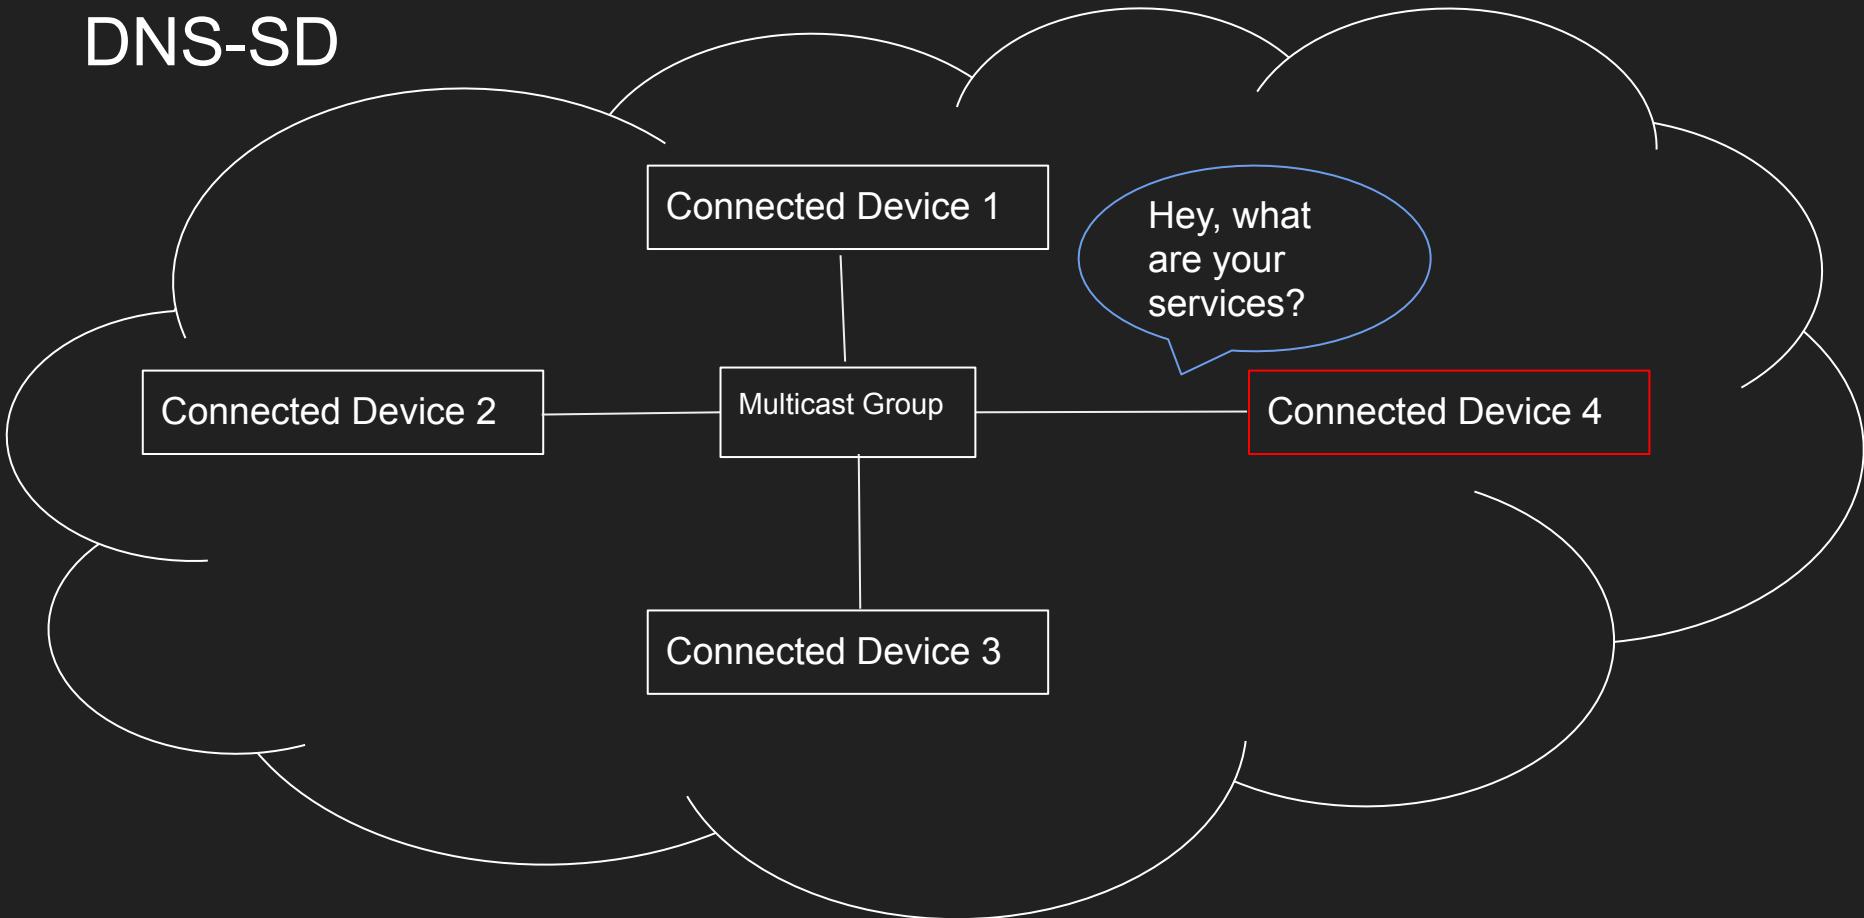 DNS-SD
Connected Device 1
Hey, what
are your
services?
Connected Device 2
Multicast Group
Connected Device 4
Connected Device 3